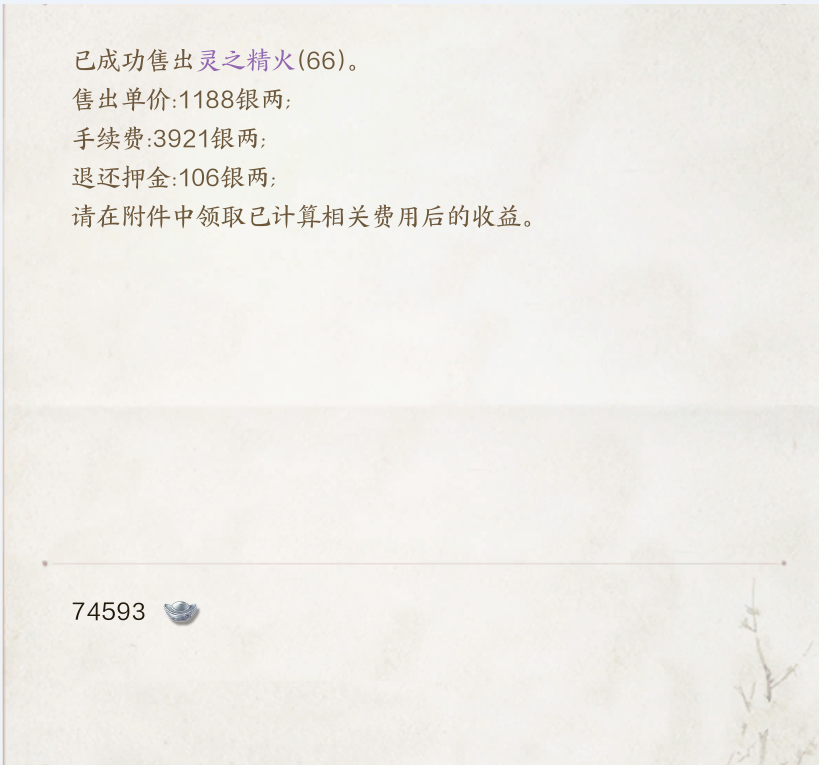 已成功售出灵之精火(66)。
售出单价:1188银两;
手续费:3921银两;
退还押金:106银两;
请在附件中领取已计算相关费用后的收益。
74593